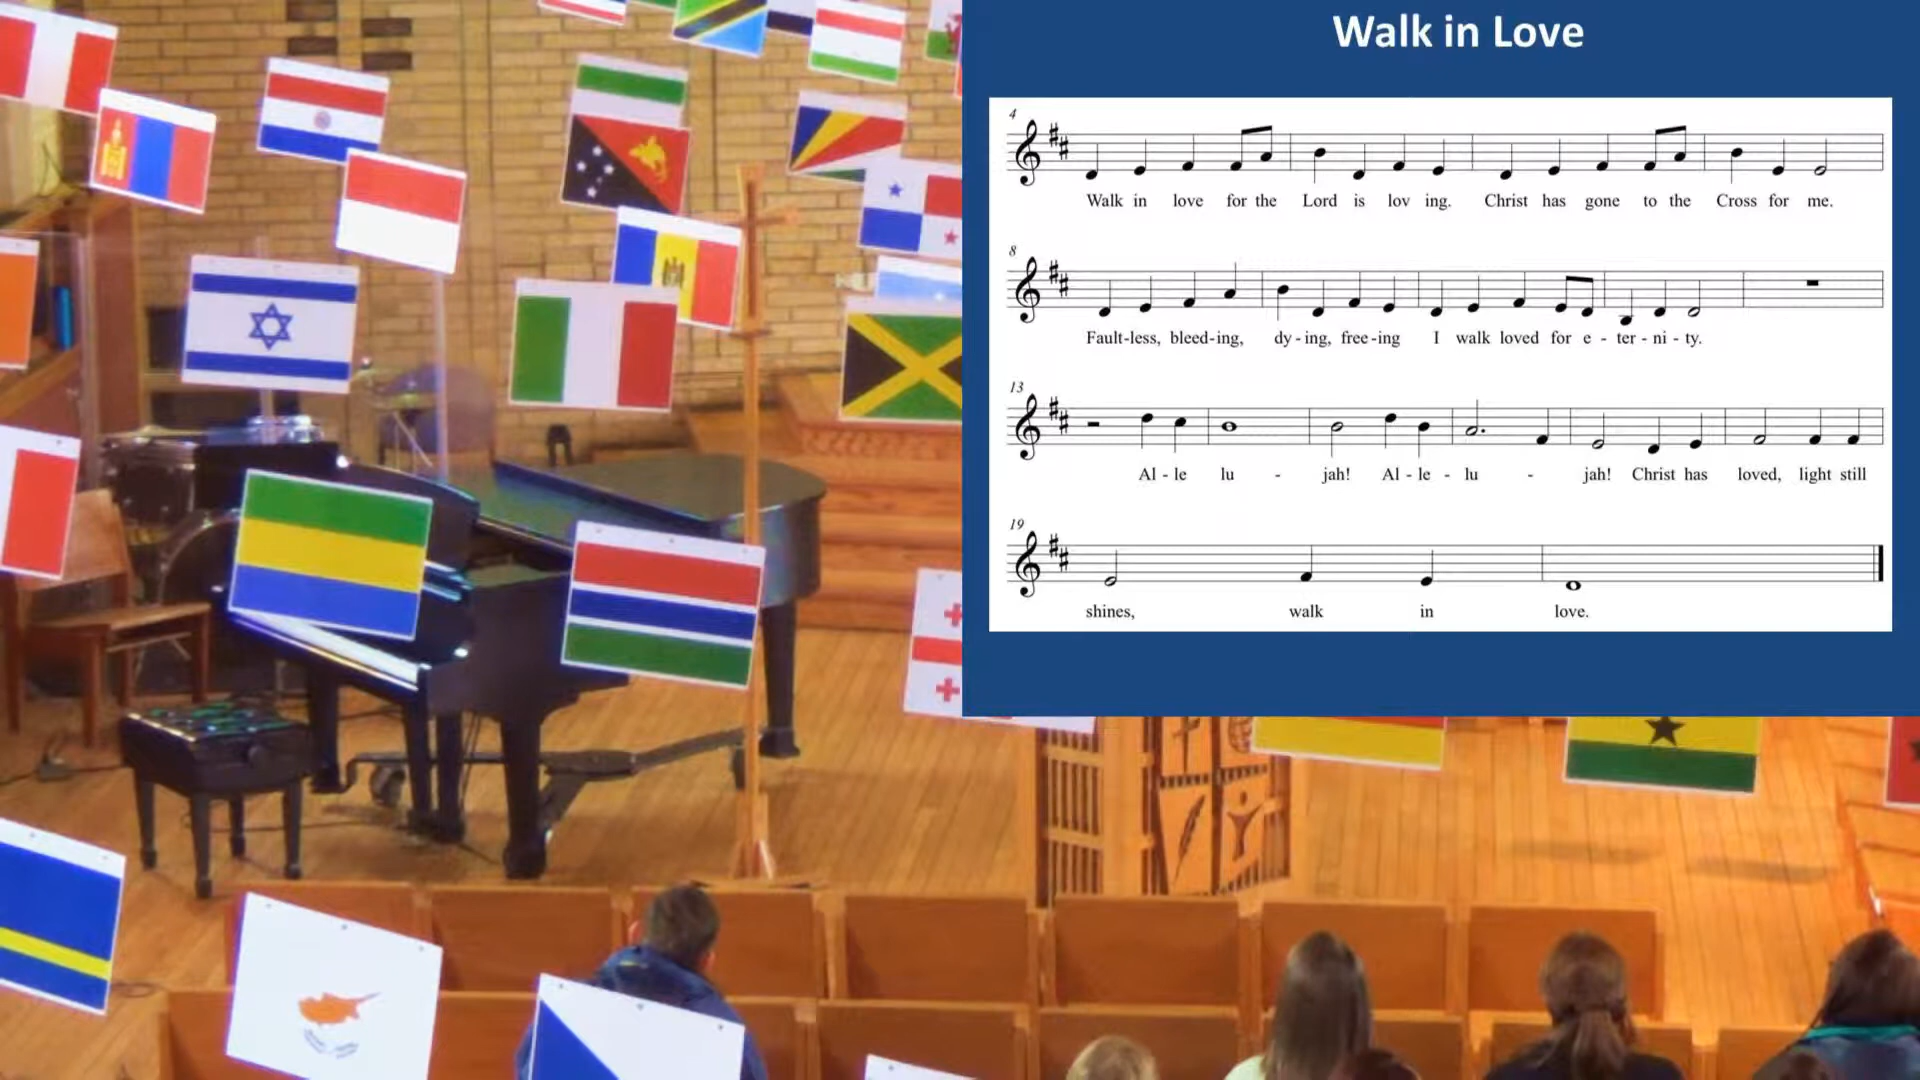 Walk in Love
4
Walk in love for the Lord is lov ing. Christ has gone to the Cross for me.
8
Fault-less, bleed-ing, dy - ing, free -ing I walk loved for e - ter - ni - ty.
13
Al - le lu - jah! Al - le - lu - jah! Christ has loved, light still
19
shines, walk in love.